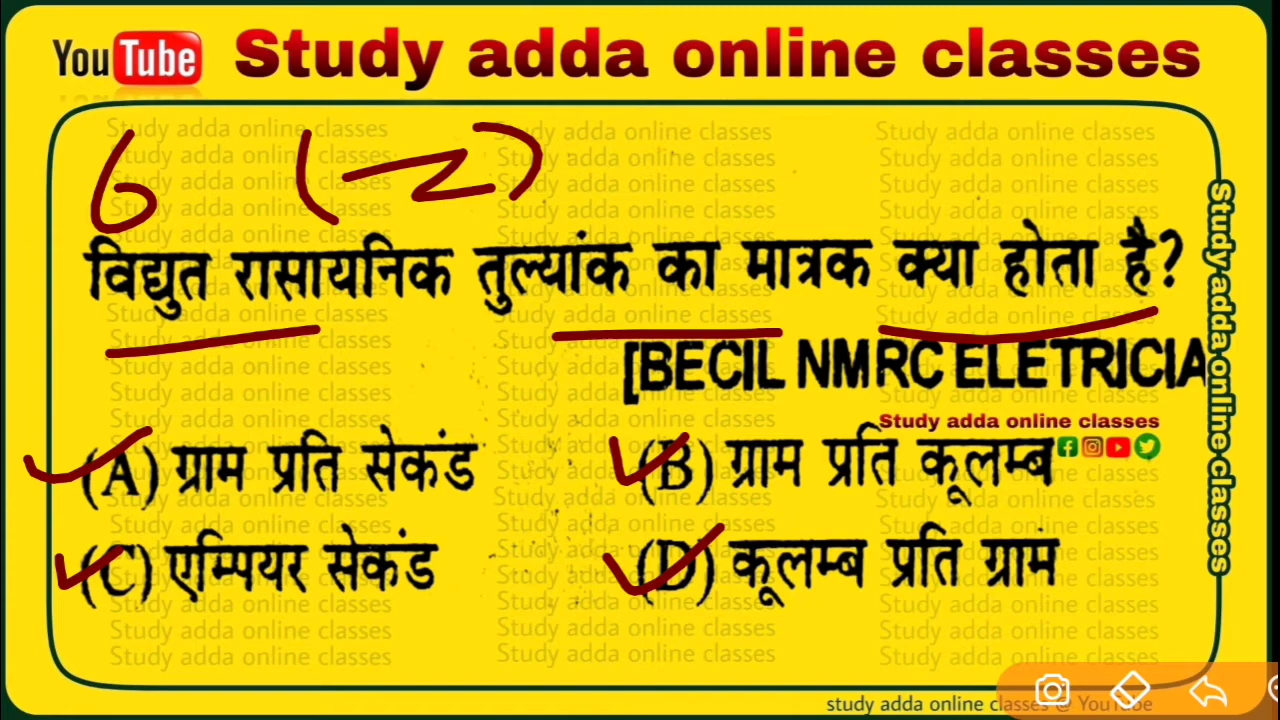 YouTube Study adda online classes
6 (-2)
विद्युत रासायनिक तुल्यांक का मात्रक क्या होता है?
[BECIL NMRC ELETRICIA
Study adda online classes
(A) ग्राम प्रति सेकंड (B) ग्राम प्रति कूलम्ब
(C) एम्पियर सेकंड (D) कूलम्ब प्रति ग्राम
Study adda online classes
study adda online classes @ YouTube